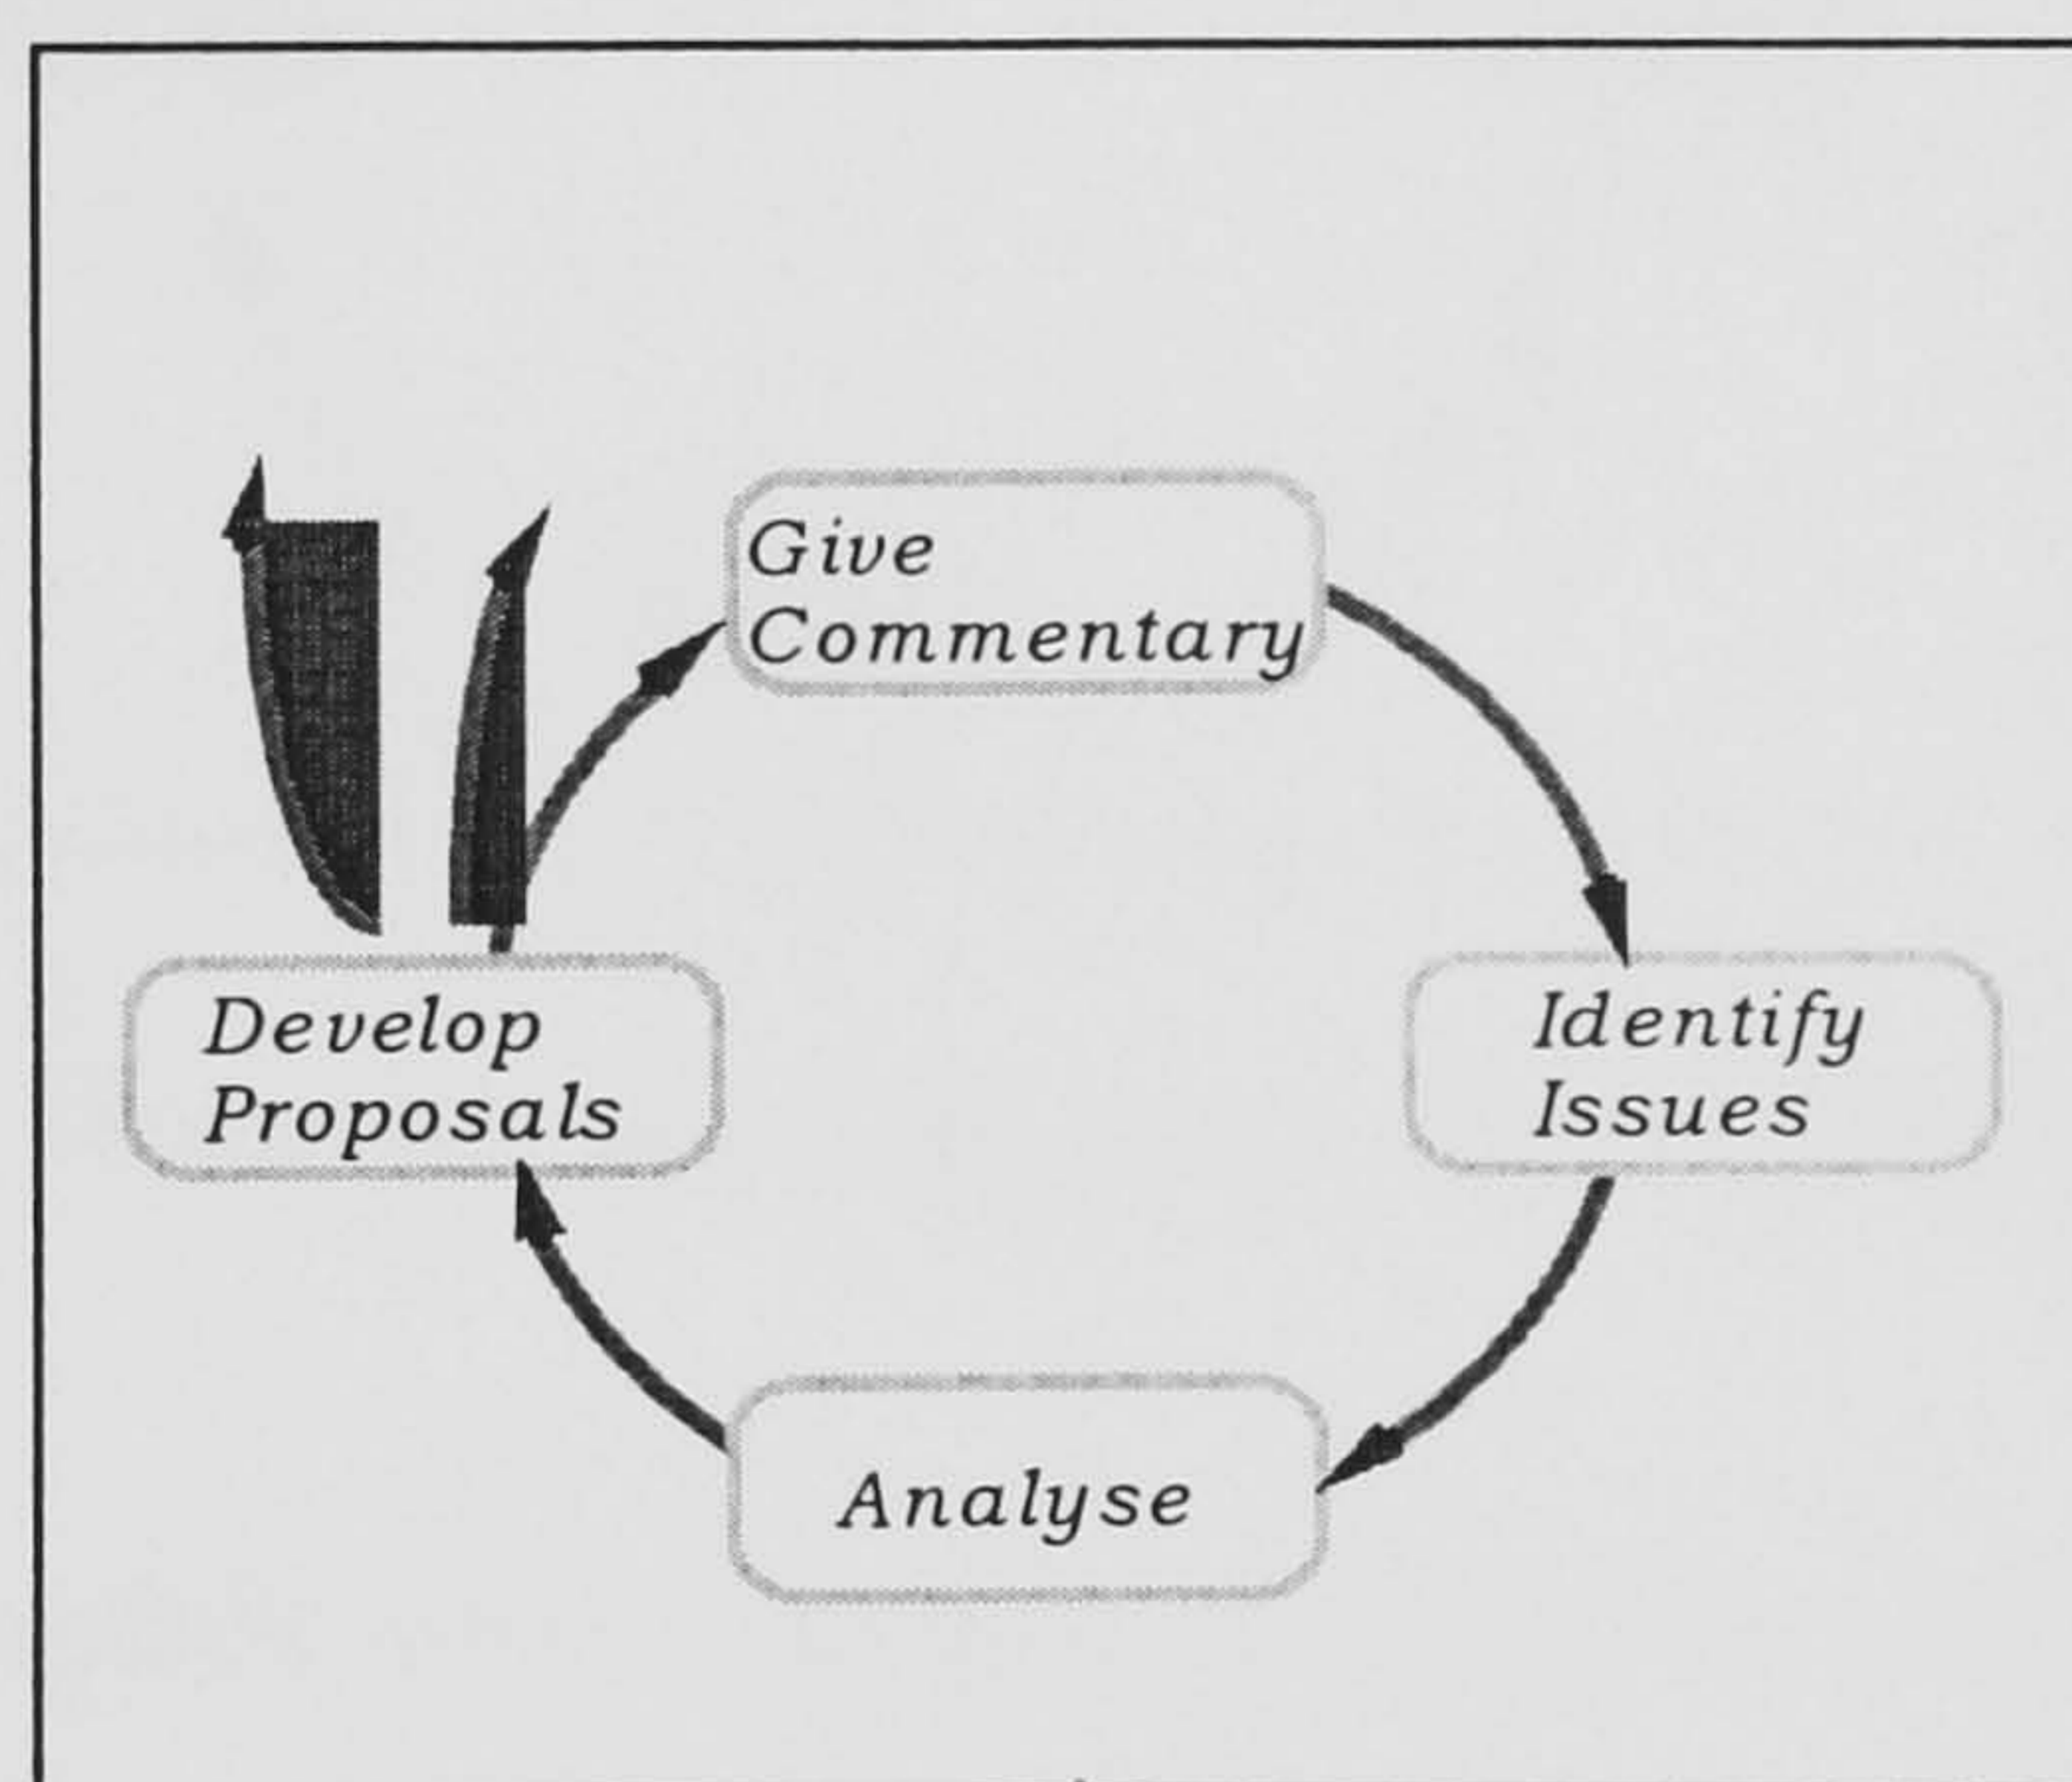 Give
Commentary
Develop
Proposals
Identify
Issues
Analyse